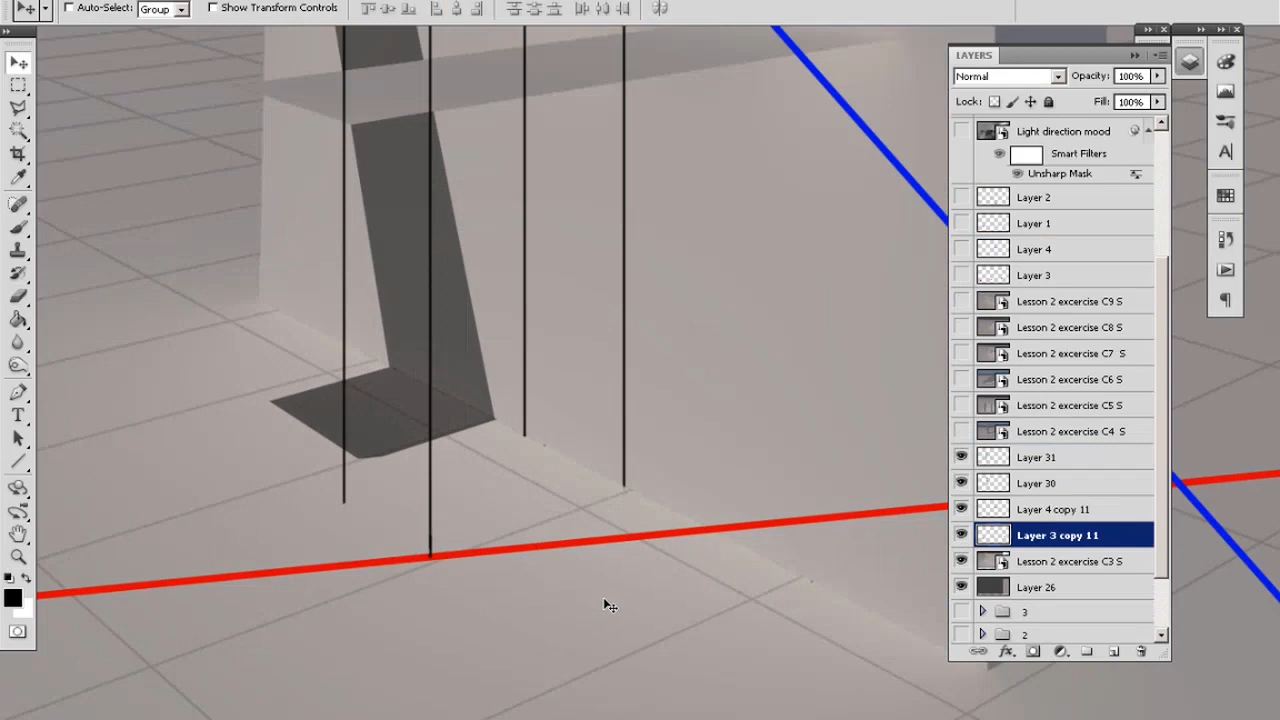 Auto-Select: Group Show Transform Controls
LAYERS
Normal Opacity: 100%
Lock: Fill: 100%
Light direction mood
Smart Filters
Unsharp Mask
Layer 2
Layer 1
Layer 4
Layer 3
Lesson 2 excercise C9 S
Lesson 2 excercise C8 S
Lesson 2 excercise C7 S
Lesson 2 excercise C6 S
Lesson 2 excercise C5 S
Lesson 2 excercise C4 S
Layer 31
Layer 30
Layer 4 copy 11
Layer 3 copy 11
Lesson 2 excercise C3 S
Layer 26
3
2